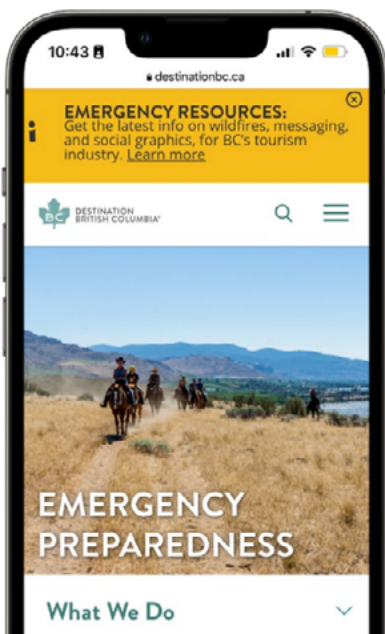 10:43
destinationbc.ca
EMERGENCY RESOURCES:
Get the latest info on wildfires, messaging,
and social graphics, for BC's tourism
industry. Learn more
BC
DESTINATION
BRITISH COLUMBIA
EMERGENCY
PREPAREDNESS
What We Do